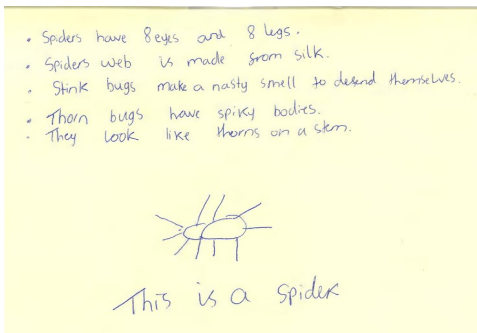 • Spiders have 8 eyes and 8 legs.
• Spiders web is made from silk.
• Stink bugs make a nasty smell to defend themselves.
• Thorn bugs have spiky bodies.
• They look like thorns on a stem.
This is a spider